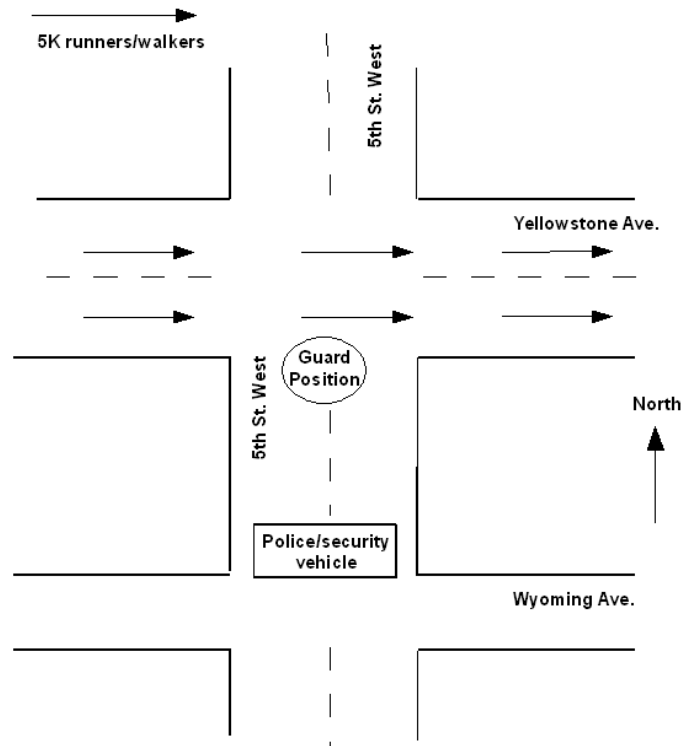 5K runners/walkers
5th St. West
Yellowstone Ave.
Guard
Position
5th St. West
North
Police/security
vehicle
Wyoming Ave.